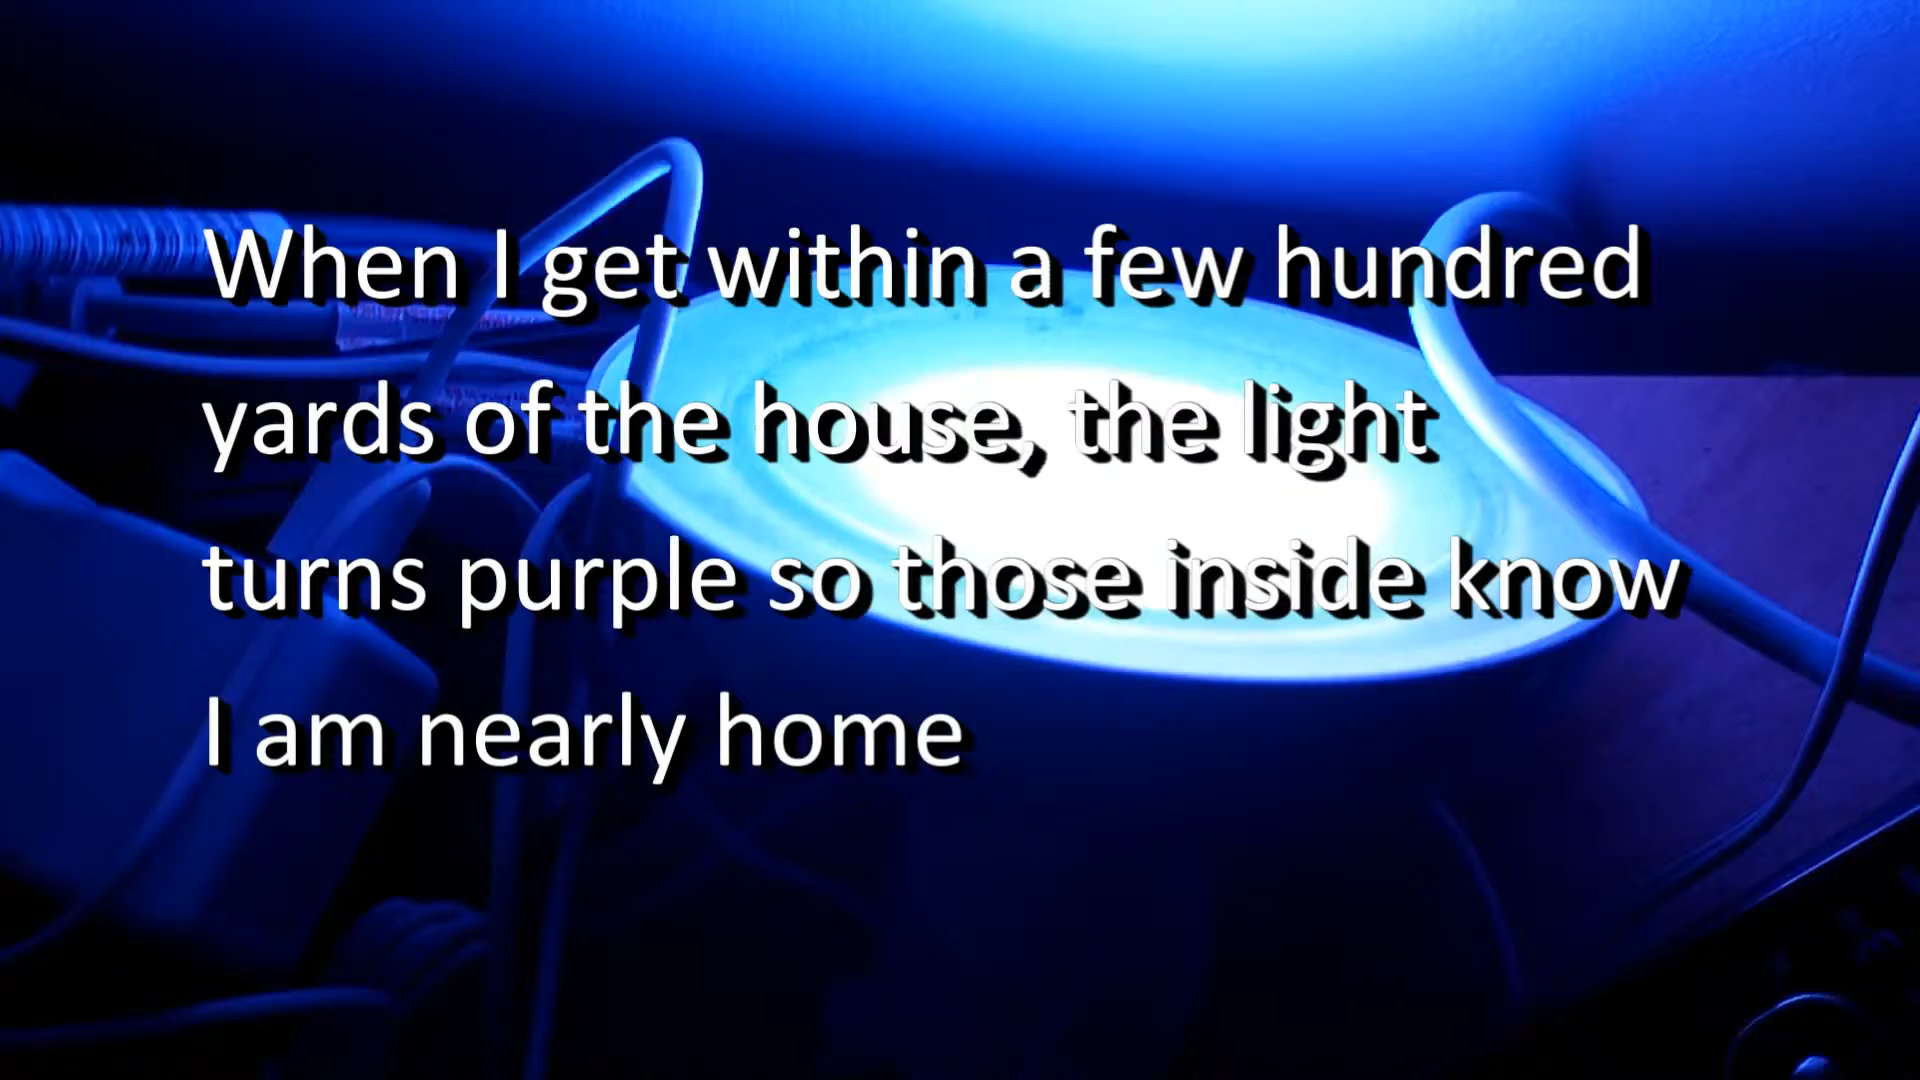 When I get within a few hundred
yards of the house, the light
turns purple so those inside know
I am nearly home